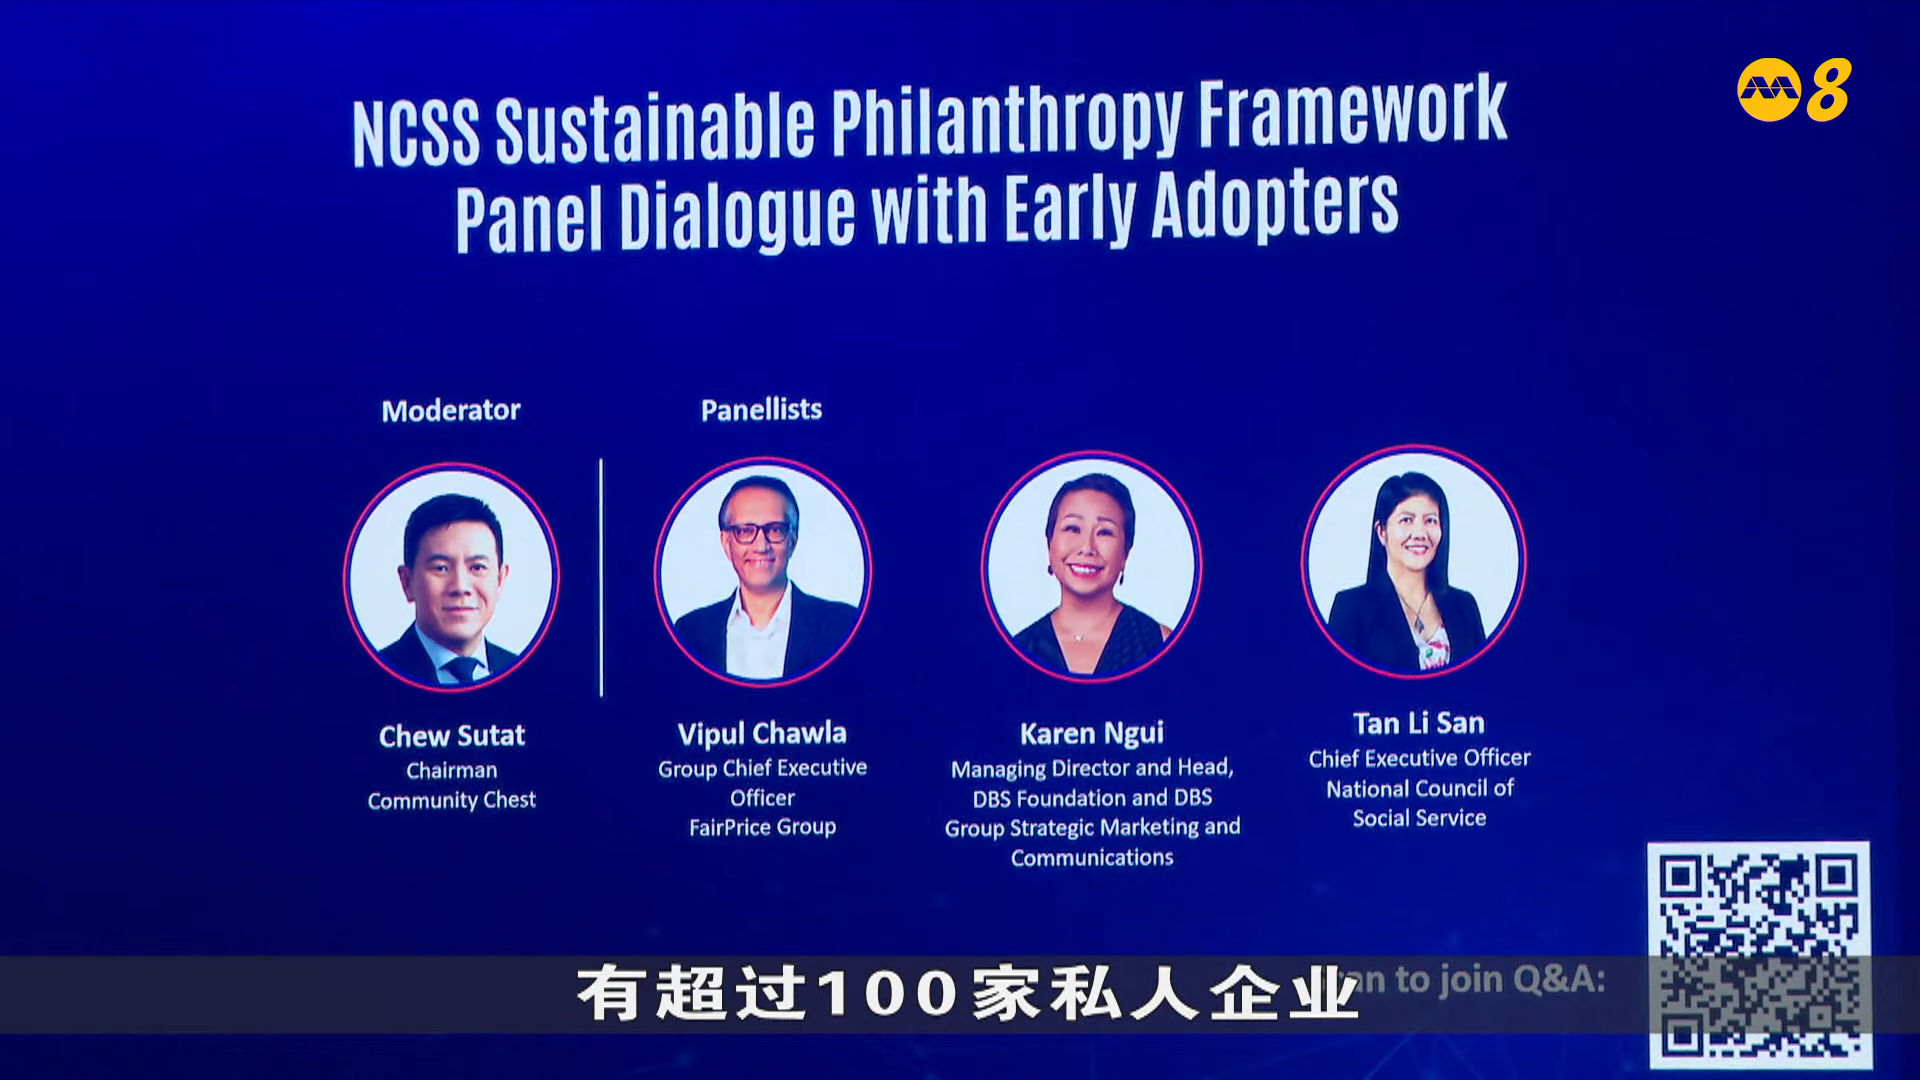 8
NCSS Sustainable Philanthropy Framework
Panel Dialogue with Early Adopters
Moderator
Panellists
Chew Sutat
Chairman
Community Chest
Vipul Chawla
Group Chief Executive
Officer
FairPrice Group
Karen Ngui
Managing Director and Head,
DBS Foundation and DBS
Group Strategic Marketing and
Communications
Tan Li San
Chief Executive Officer
National Council of
Social Service
to join Q&A:
有超过100家私人企业